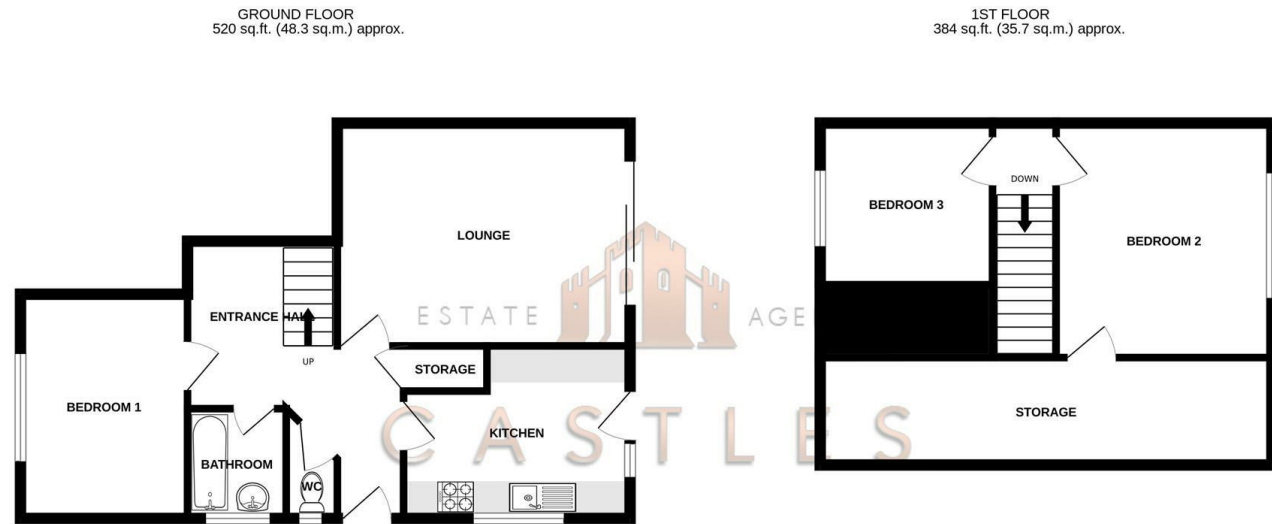 GROUND FLOOR
520 sq.ft. (48.3 sq.m.) approx.
1ST FLOOR
384 sq.ft. (35.7 sq.m.) approx.
LOUNGE
ENTRANCE HALL
UP
STORAGE
BEDROOM 1
KITCHEN
BATHROOM
WC
BEDROOM 3
DOWN
BEDROOM 2
STORAGE
ESTATE AGE
CASTLES